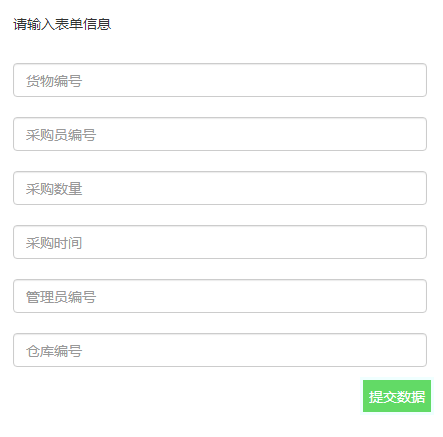 请输入表单信息
货物编号
采购员编号
采购数量
采购时间
管理员编号
仓库编号
提交数据